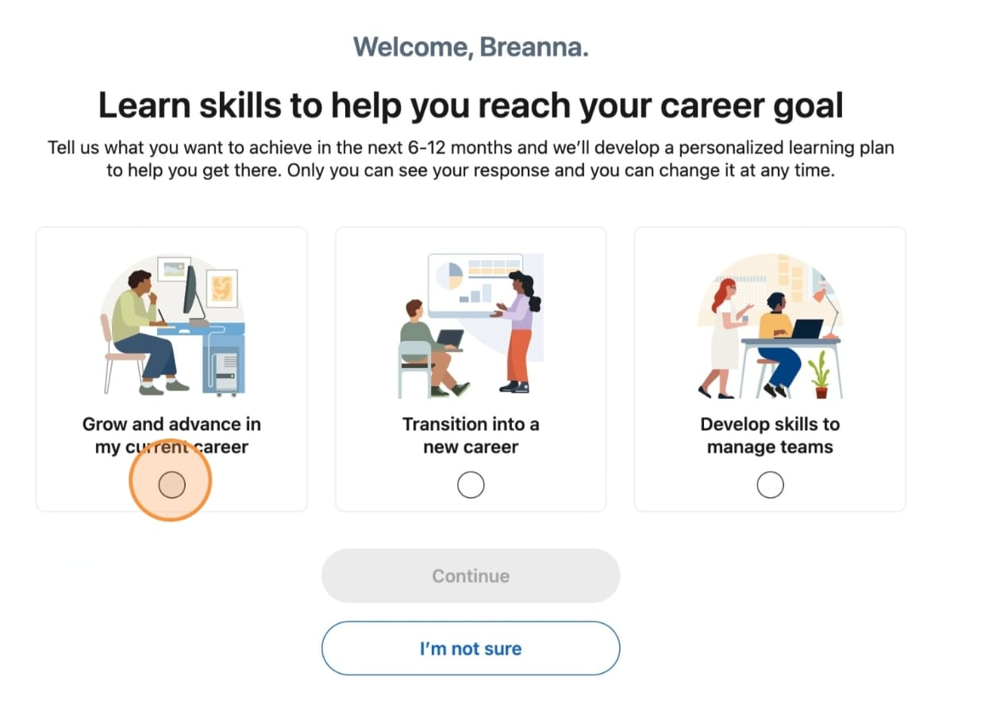 Welcome, Breanna.
Learn skills to help you reach your career goal
Tell us what you want to achieve in the next 6-12 months and we’ll develop a personalized learning plan
to help you get there. Only you can see your response and you can change it at any time.
Grow and advance in
my current career
Transition into a
new career
Develop skills to
manage teams
Continue
I’m not sure